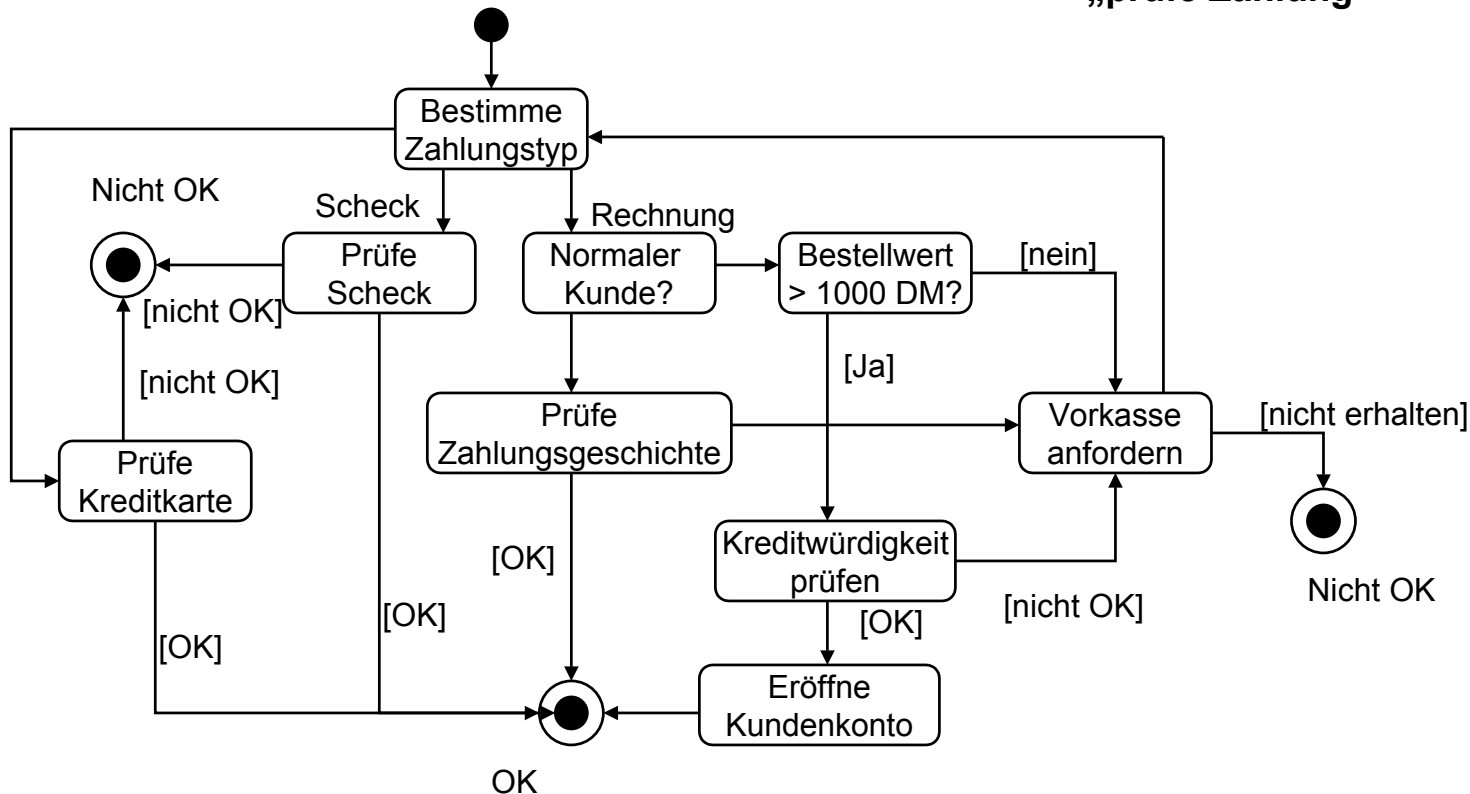 „prüfe Zahlung
Bestimme
Zahlungstyp
Nicht OK
Scheck
Rechnung
Prüfe
Scheck
Normaler
Kunde?
Bestellwert
> 1000 DM?
[nein]
[nicht OK]
[nicht OK]
[Ja]
Prüfe
Zahlungsgeschichte
Vorkasse
anfordern
[nicht erhalten]
Prüfe
Kreditkarte
[OK]
Kreditwürdigkeit
prüfen
Nicht OK
[nicht OK]
[OK]
[OK]
[OK]
Eröffne
Kundenkonto
OK